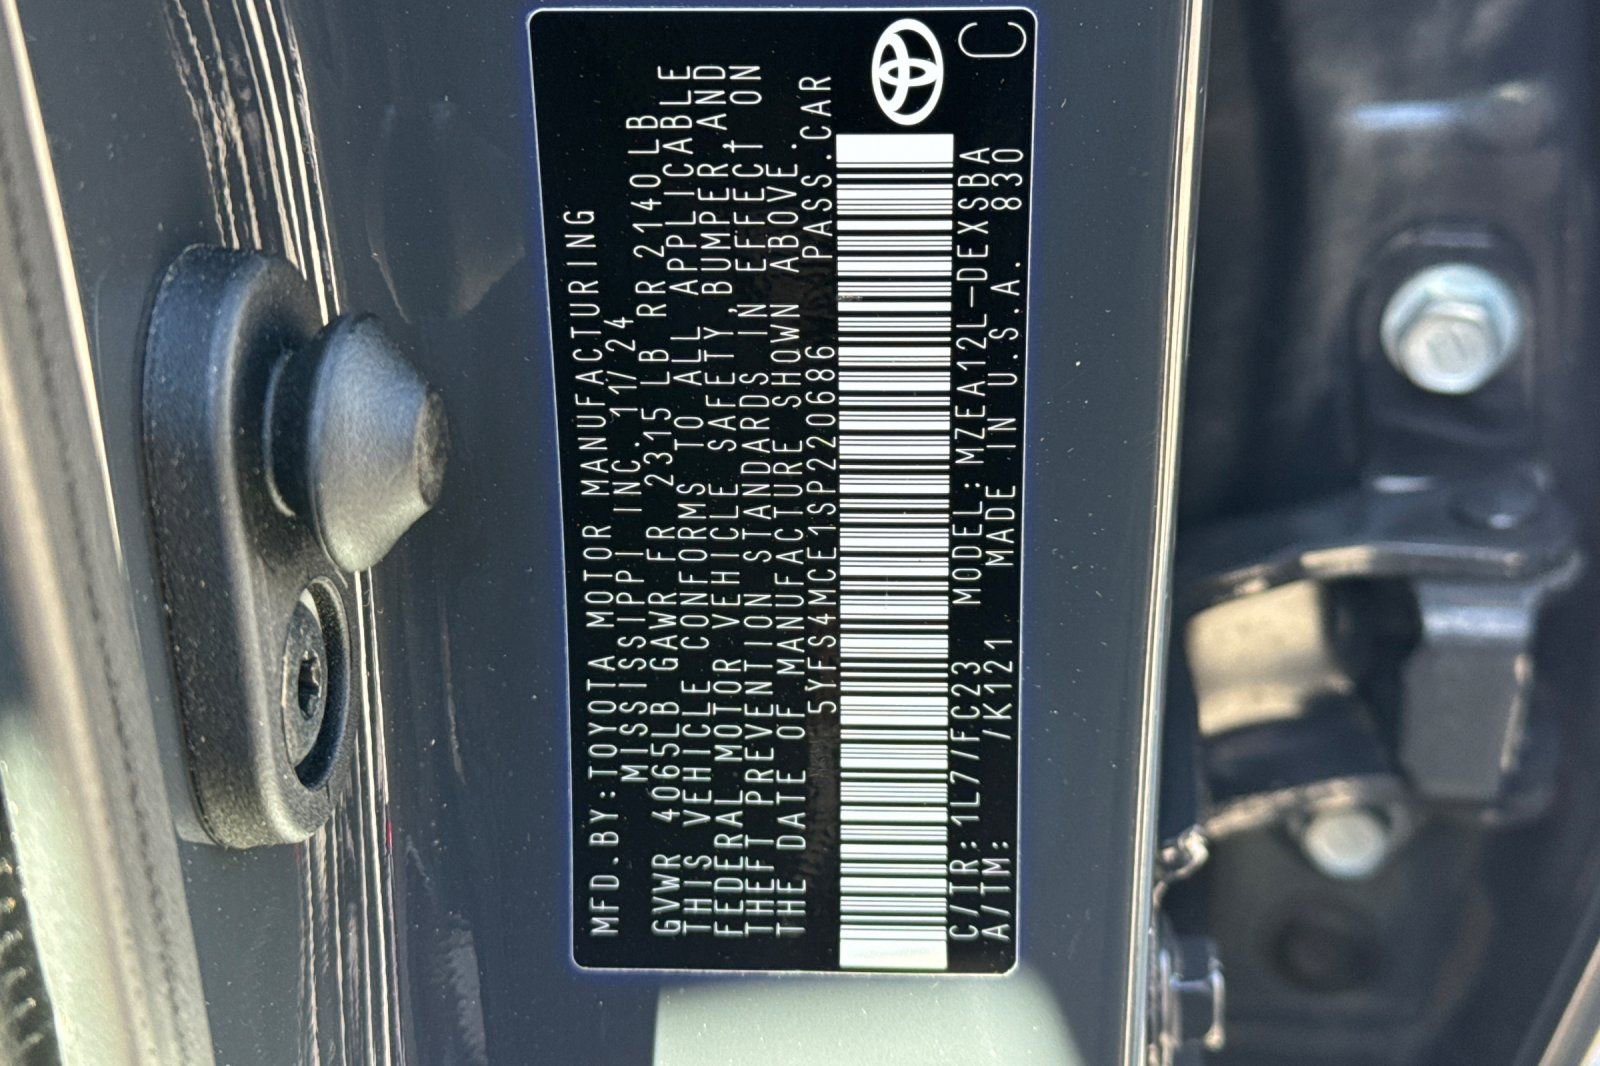 MFD.BY:TOYOTA MOTOR MANUFACTURING
MISSISSIPPI INC.11/24
GVWR 4065LB GAWR FR 2315 LB RR 2140LB
THIS VEHICLE CONFORMS TO ALL APPLICABLE
FEDERAL MOTOR VEHICLE SAFETY, BUMPER AND
THEFT PREVENTION STANDARDS IN EFFECT ON
THE DATE OF MANUFACTURE SHOWN ABOVE.
5YFS4MCE1SP220686 PASS.CAR
C/TR:1L7/FC23 MODEL:MZEA12L-DEXSBA
A/TM: /K121 MADE IN U.S.A. 830
C